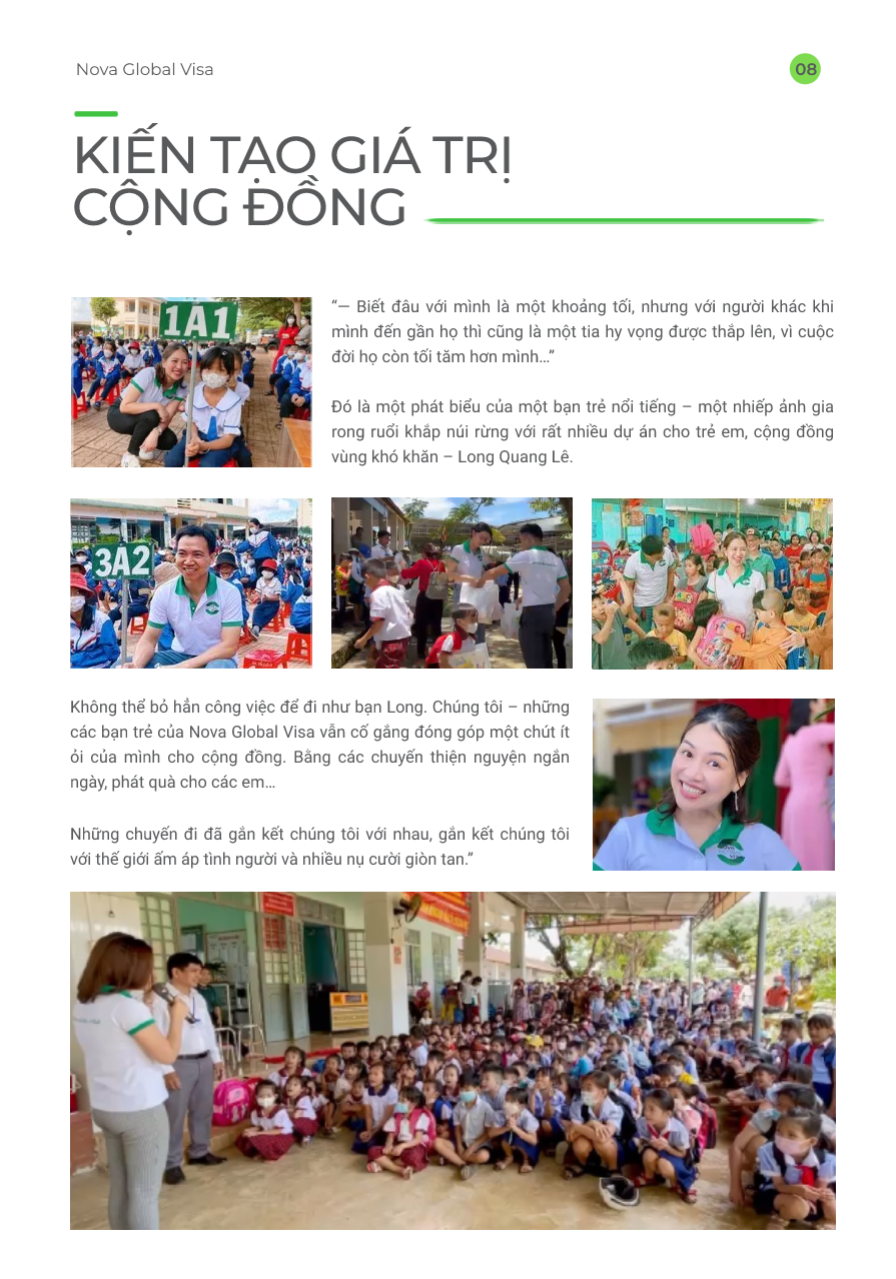 Nova Global Visa
08
KIẾN TẠO GIÁ TRỊ
CỘNG ĐỒNG
1A1
“— Biết đâu với mình là một khoảng tối, nhưng với người khác khi
mình đến gần họ thì cũng là một tia hy vọng được thắp lên, vì cuộc
đời họ còn tối tăm hơn mình...”
Đó là một phát biểu của một bạn trẻ nổi tiếng – một nhiếp ảnh gia
rong ruổi khắp núi rừng với rất nhiều dự án cho trẻ em, cộng đồng
vùng khó khăn – Long Quang Lê.
3A2
Không thể bỏ hẳn công việc để đi như bạn Long. Chúng tôi – những
các bạn trẻ của Nova Global Visa vẫn cố gắng đóng góp một chút ít
ỏi của mình cho cộng đồng. Bằng các chuyến thiện nguyện ngắn
ngày, phát quà cho các em...
Những chuyến đi đã gắn kết chúng tôi với nhau, gắn kết chúng tôi
với thế giới ấm áp tình người và nhiều nụ cười giòn tan.”